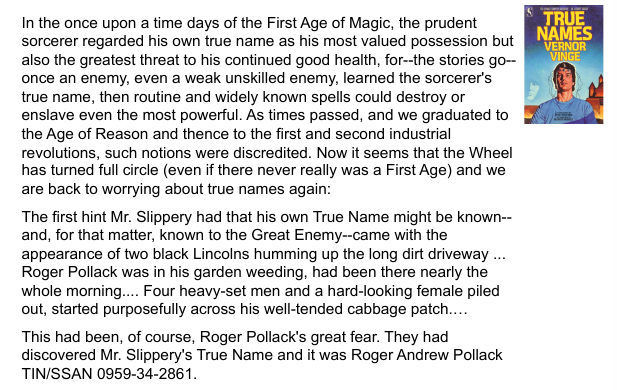 In the once upon a time days of the First Age of Magic, the prudent
sorcerer regarded his own true name as his most valued possession but
also the greatest threat to his continued good health, for--the stories go--
once an enemy, even a weak unskilled enemy, learned the sorcerer's
true name, then routine and widely known spells could destroy or
enslave even the most powerful. As times passed, and we graduated to
the Age of Reason and thence to the first and second industrial
revolutions, such notions were discredited. Now it seems that the Wheel
has turned full circle (even if there never really was a First Age) and we
are back to worrying about true names again:
The first hint Mr. Slippery had that his own True Name might be known--
and, for that matter, known to the Great Enemy--came with the
appearance of two black Lincolns humming up the long dirt driveway ...
Roger Pollack was in his garden weeding, had been there nearly the
whole morning.... Four heavy-set men and a hard-looking female piled
out, started purposefully across his well-tended cabbage patch.…
This had been, of course, Roger Pollack's great fear. They had
discovered Mr. Slippery's True Name and it was Roger Andrew Pollack
TIN/SSAN 0959-34-2861.
TRUE
NAMES
VERNOR
VINGE